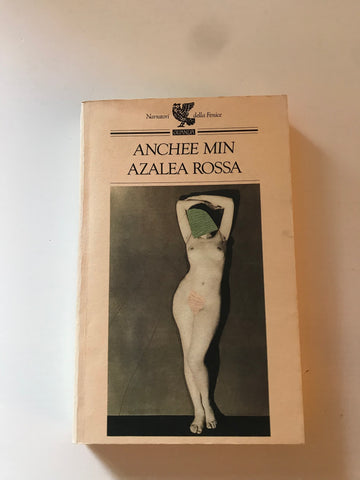 Narratori della Fenice
GUANDA
ANCHEE MIN
AZALEA ROSSA